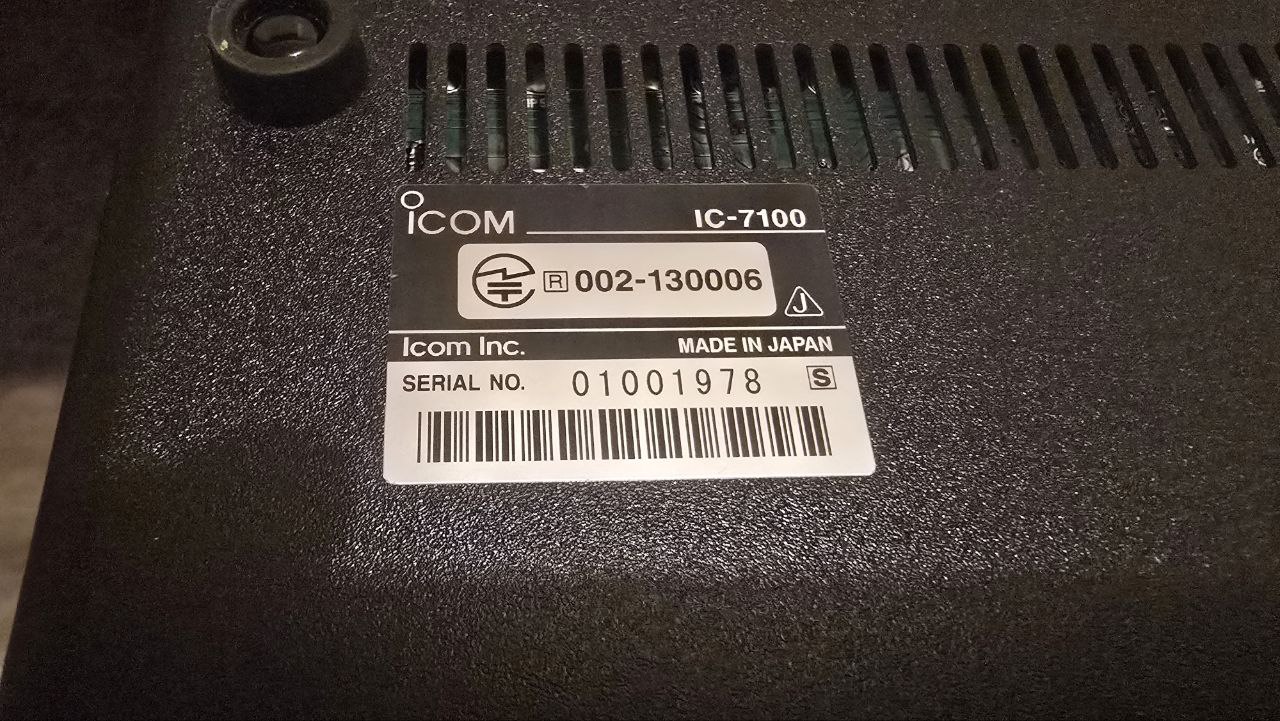 ICOM IC-7100
R 002-130006
J
Icom Inc. MADE IN JAPAN
SERIAL NO. 01001978 S